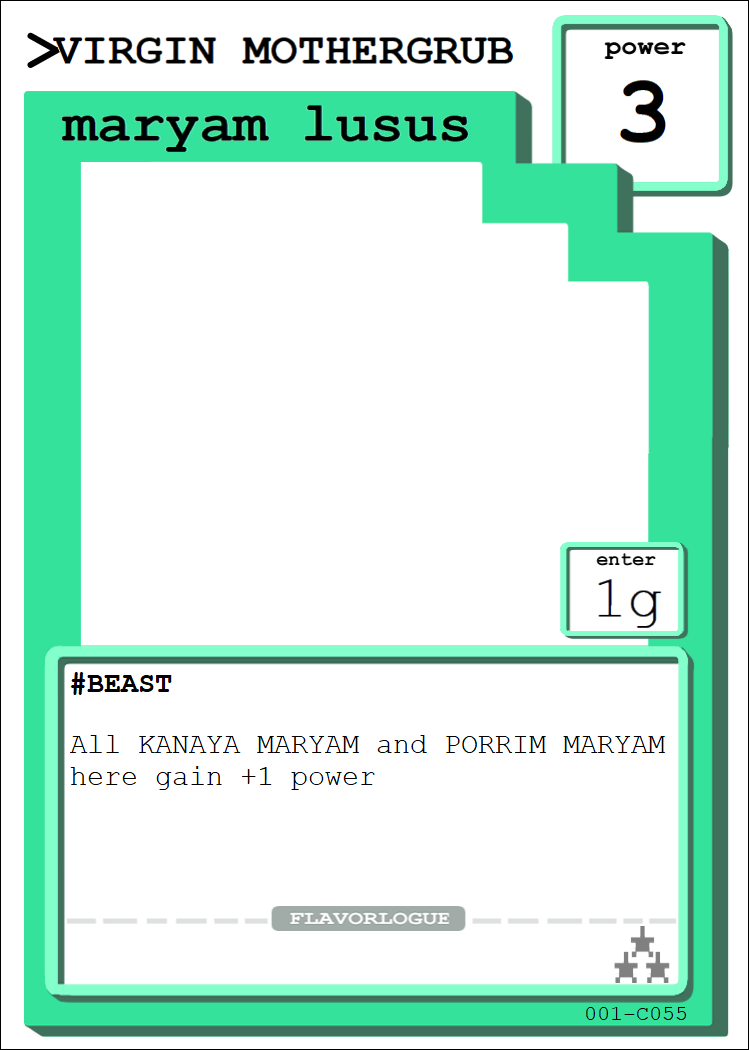 >VIRGIN MOTHERGRUB
power
3
maryam lusus
enter
1g
#BEAST
All KANAYA MARYAM and PORRIM MARYAM
here gain +1 power
FLAVORLOGUE
001-C055